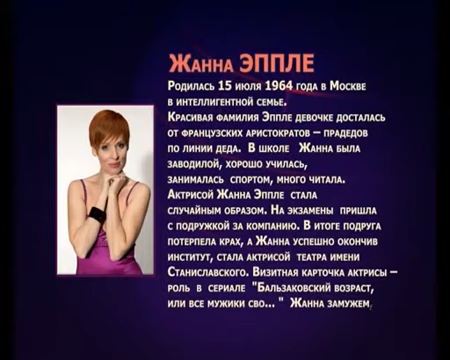 Жанна ЭППЛЕ
Родилась 15 июля 1964 года в Москве
в интеллигентной семье.
Красивая фамилия Эппле девочке досталась
от французских аристократов – прадедов
по линии деда. В школе Жанна была
заводилой, хорошо училась,
занималась спортом, много читала.
Актрисой Жанна Эппле стала
случайным образом. На экзамены пришла
с подружкой за компанию. В итоге подруга
потерпела крах, а Жанна успешно окончив
институт, стала актрисой театра имени
Станиславского. Визитная карточка актрисы –
роль в сериале "Бальзаковский возраст,
или все мужики сво... " Жанна замужем,